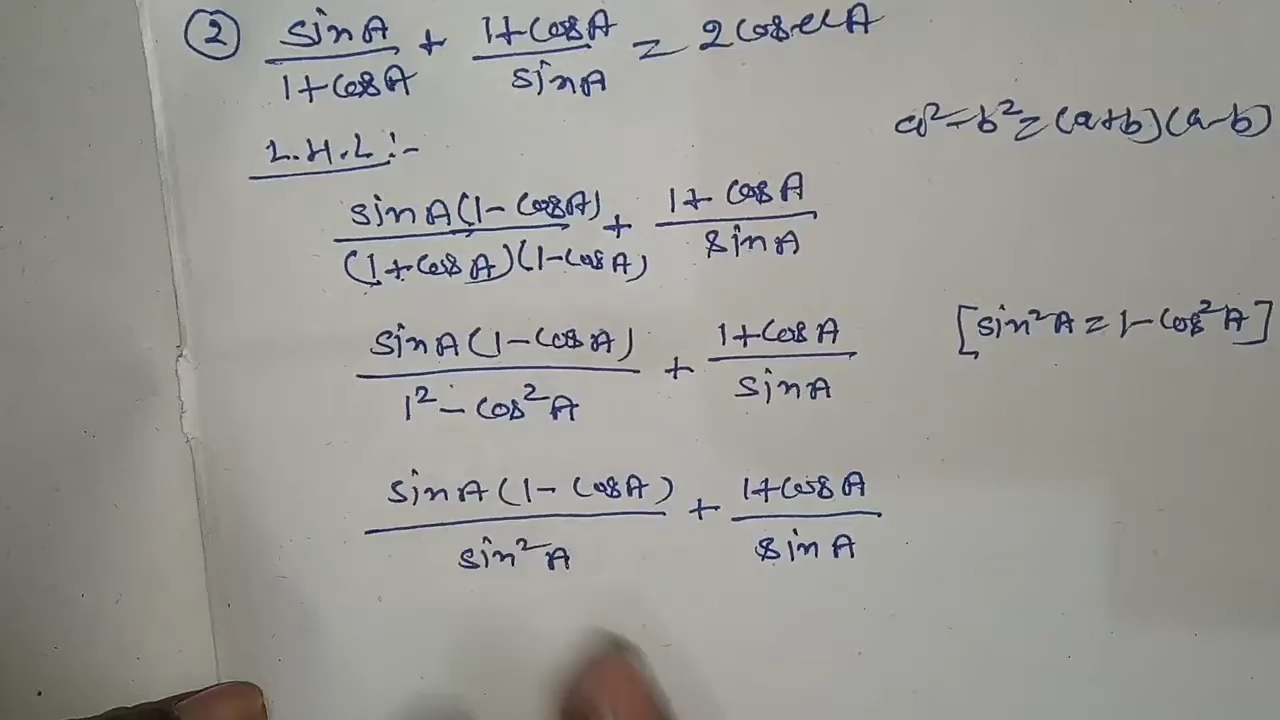 ② sinA/(1+cosA) + (1+cosA)/sinA = 2cosecA
a² - b² = (a+b)(a-b)
L.H.L :-
sinA(1-cosA)/((1+cosA)(1-cosA)) + (1+cosA)/sinA
sinA(1-cosA)/(1² - cos²A) + (1+cosA)/sinA
[sin²A = 1-cos²A]
sinA(1-cosA)/sin²A + (1+cosA)/sinA